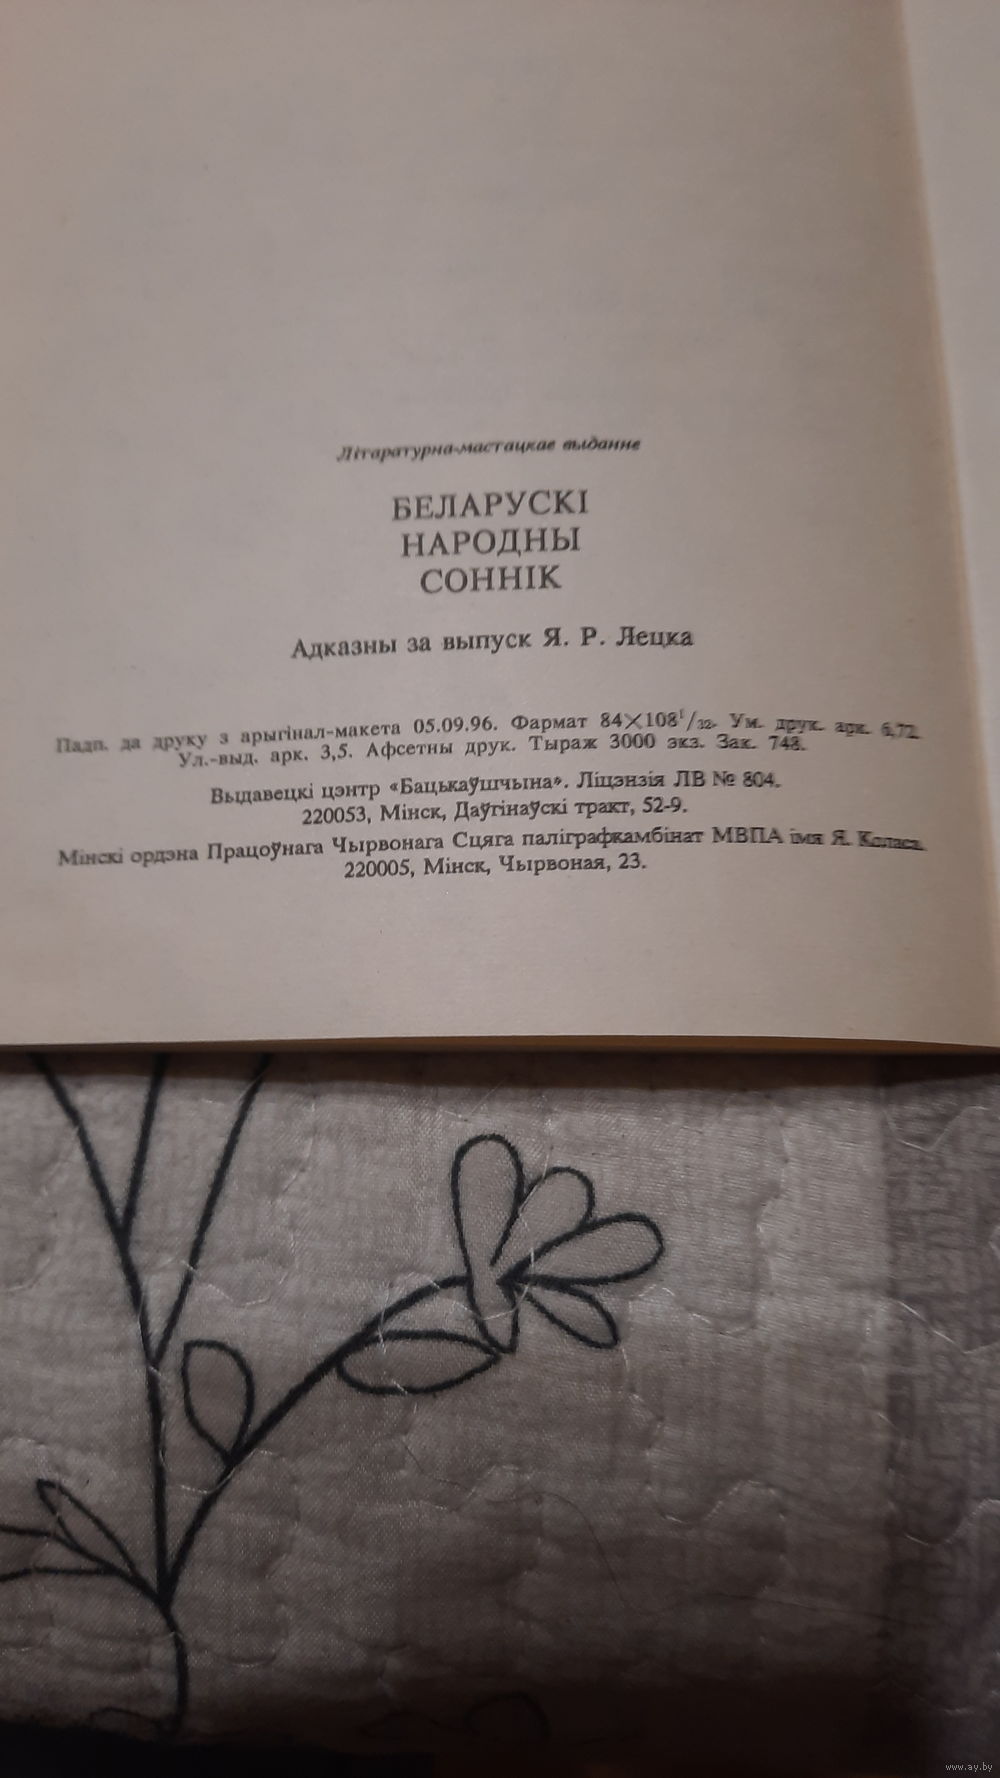 Літаратурна-мастацкае выданне
БЕЛАРУСКІ
НАРОДНЫ
СОННІК
Адказны за выпуск Я. Р. Лецка
Падп. да друку з арыгінал-макета 05.09.96. Фармат 84×108¹/₃₂. Ум. друк. арк. 6,72.
Ул.-выд. арк. 3,5. Афсетны друк. Тыраж 3000 экз. Зак. 748.
Выдавецкі цэнтр «Бацькаўшчына». Ліцэнзія ЛВ № 804.
220053, Мінск, Даўгінаўскі тракт, 52-9.
Мінскі ордэна Працоўнага Чырвонага Сцяга паліграфкамбінат МВПА імя Я. Коласа.
220005, Мінск, Чырвоная, 23.
www.ay.by